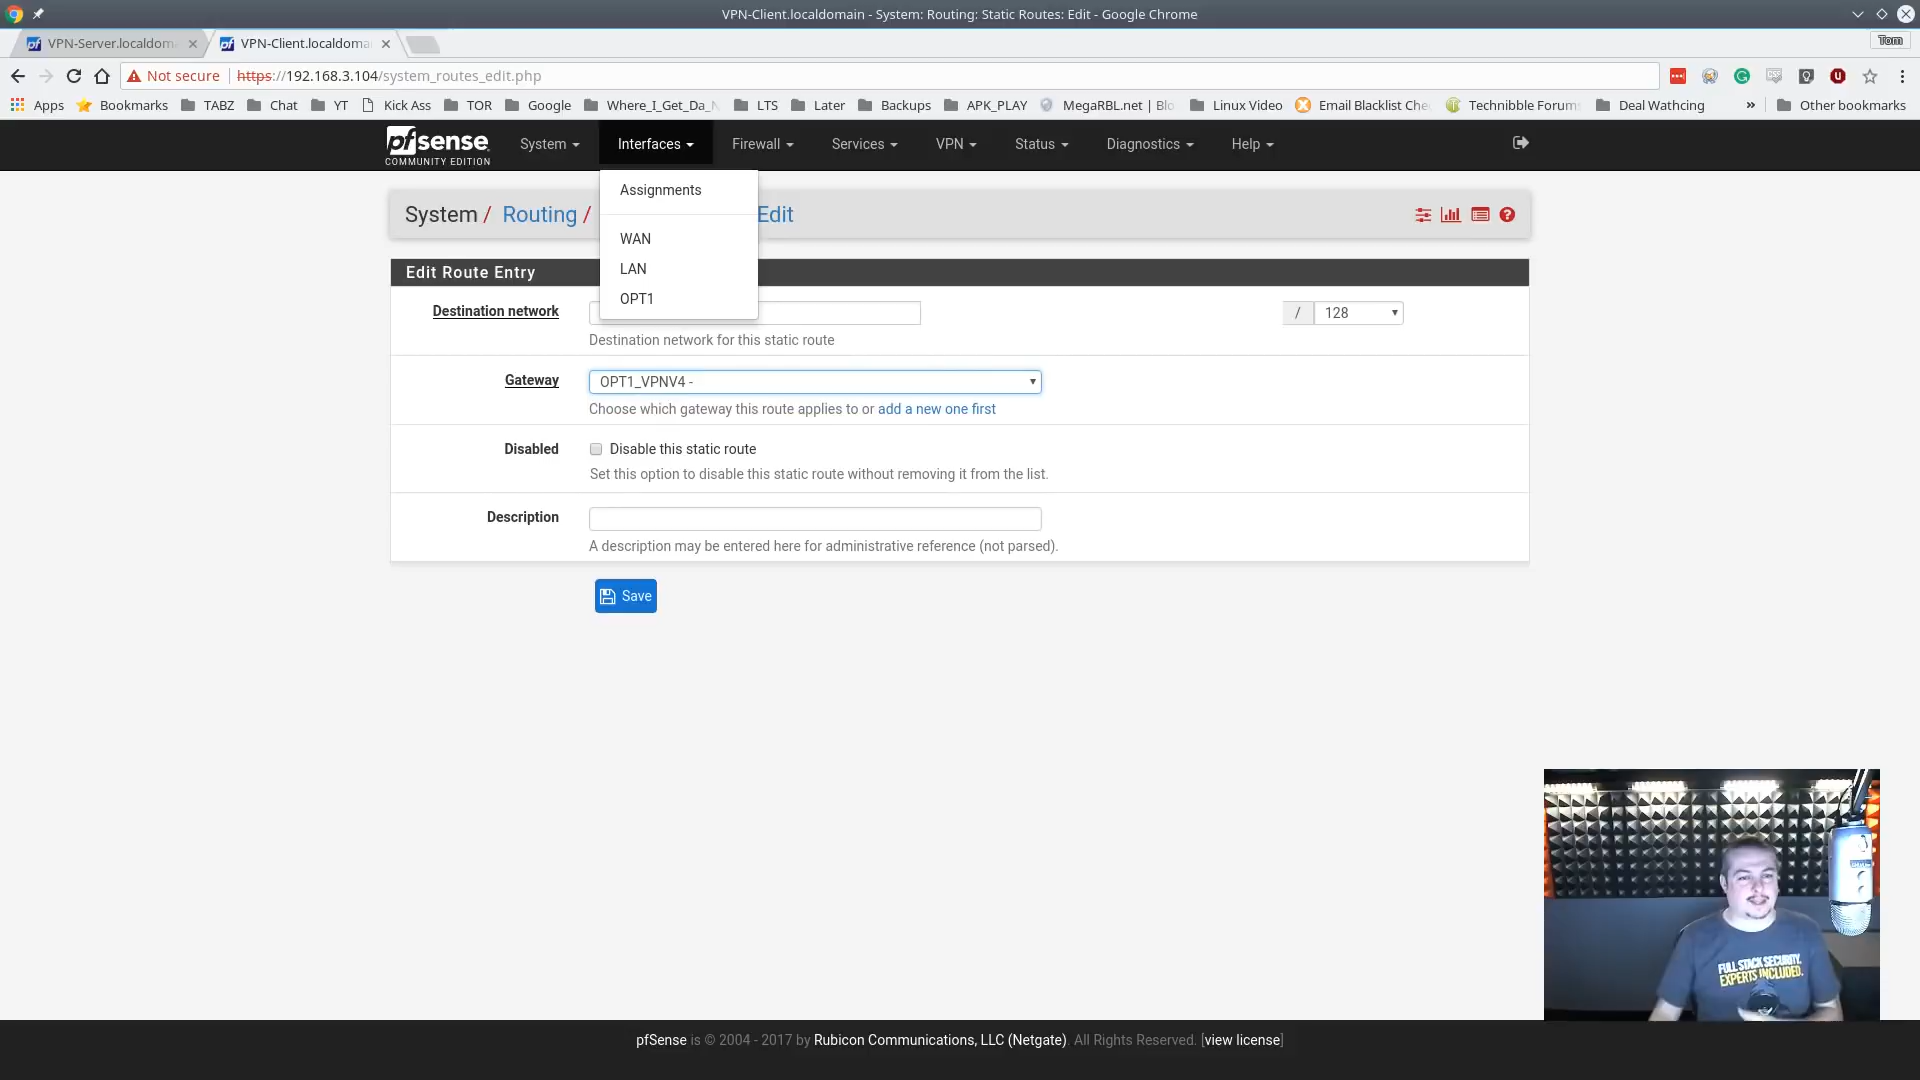 VPN-Client.localdomain - System: Routing: Static Routes: Edit - Google Chrome
VPN-Server.localdom
VPN-Client.localdoma
Tom
Not secure
https://192.168.3.104/system_routes_edit.php
Apps
Bookmarks
TABZ
Chat
YT
Kick Ass
TOR
Google
Where_I_Get_Da_
LTS
Later
Backups
APK_PLAY
MegaRBL.net | Blo
Linux Video
Email Blacklist Che
Technibble Forum
Deal Wathcing
»
Other bookmarks
pfsense
COMMUNITY EDITION
System
Interfaces
Firewall
Services
VPN
Status
Diagnostics
Help
Assignments
WAN
LAN
OPT1
System / Routing / Edit
Edit Route Entry
Destination network
/ 128
Destination network for this static route
Gateway
OPT1_VPNV4 -
Choose which gateway this route applies to or add a new one first
Disabled
Disable this static route
Set this option to disable this static route without removing it from the list.
Description
A description may be entered here for administrative reference (not parsed).
Save
FULL STACK SECURITY.
EXPERTS INCLUDED.
pfSense is © 2004 - 2017 by Rubicon Communications, LLC (Netgate). All Rights Reserved. [view license]